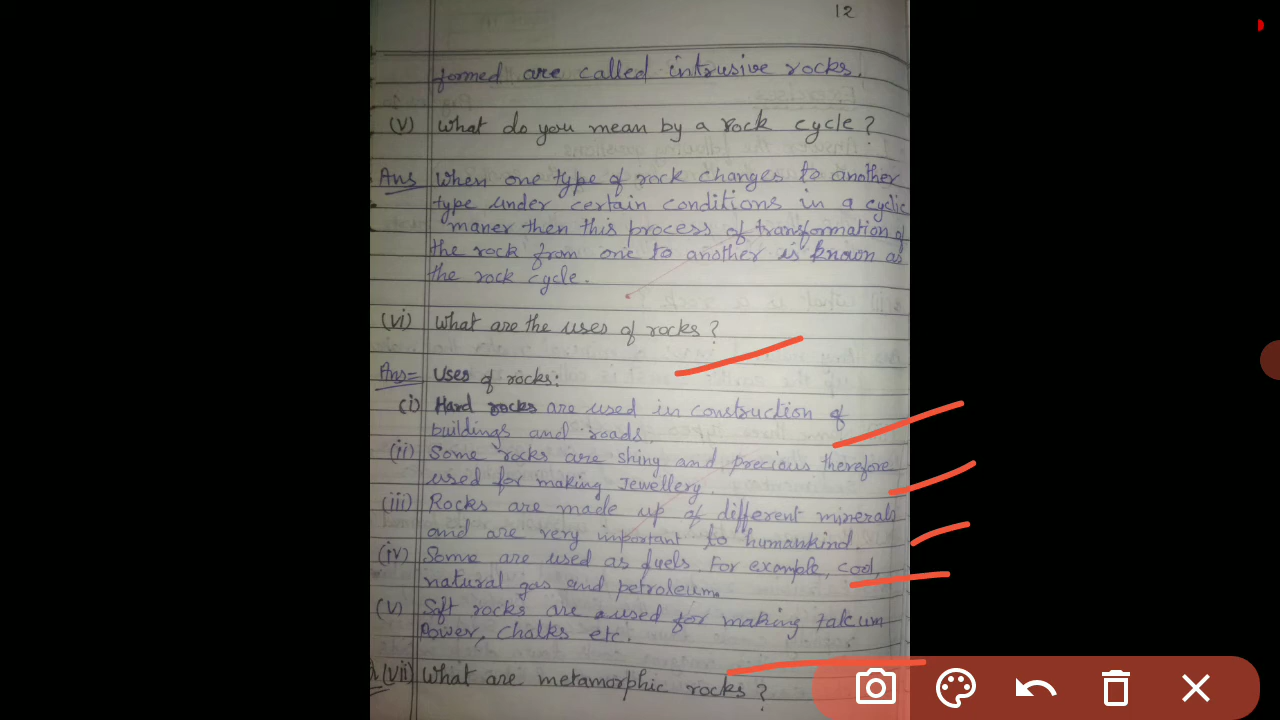 12
formed are called intrusive rocks.
(V) What do you mean by a rock cycle?
Ans When one type of rock changes to another
type under certain conditions in a cyclic
maner then this process of transformation of
the rock from one to another is known as
the rock cycle.
(Vi) What are the uses of rocks?
Ans= Uses of rocks:
(i) Hard rocks are used in construction of
buildings and roads.
(ii) Some rocks are shing and precious therefore
used for making Jewellery.
(iii) Rocks are made up of different minerals
and are very important to humankind.
(iv) Some are used as fuels. For example, cool,
natural gas and petroleum.
(V) Soft rocks are used for making talcum
Power, Chalks etc.
(Vii) What are metamorphic rocks?